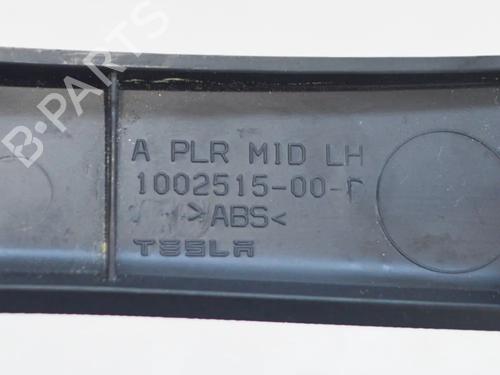 B-PARTS
A PLR MID LH
1002515-00-F
>ABS<
TESLA